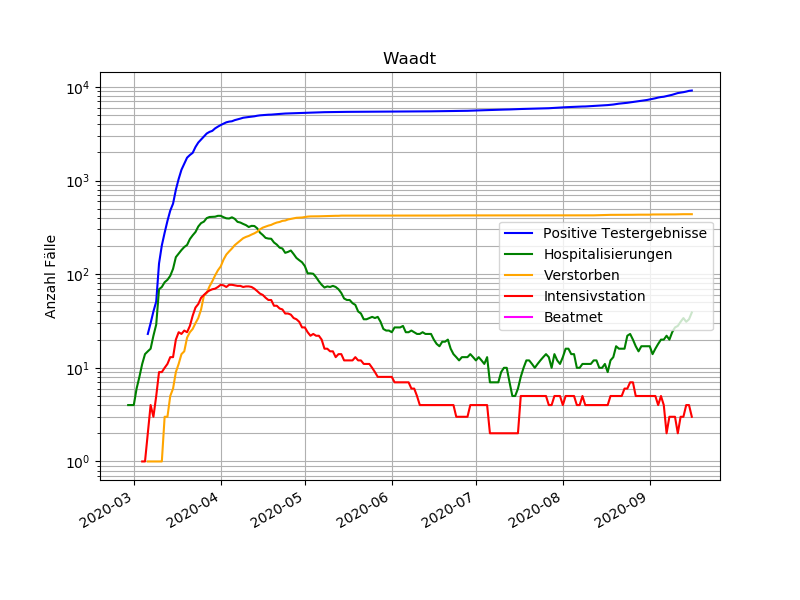 Waadt
Anzahl Fälle
10^4
10^3
10^2
10^1
10^0
Positive Testergebnisse
Hospitalisierungen
Verstorben
Intensivstation
Beatmet
2020-03
2020-04
2020-05
2020-06
2020-07
2020-08
2020-09